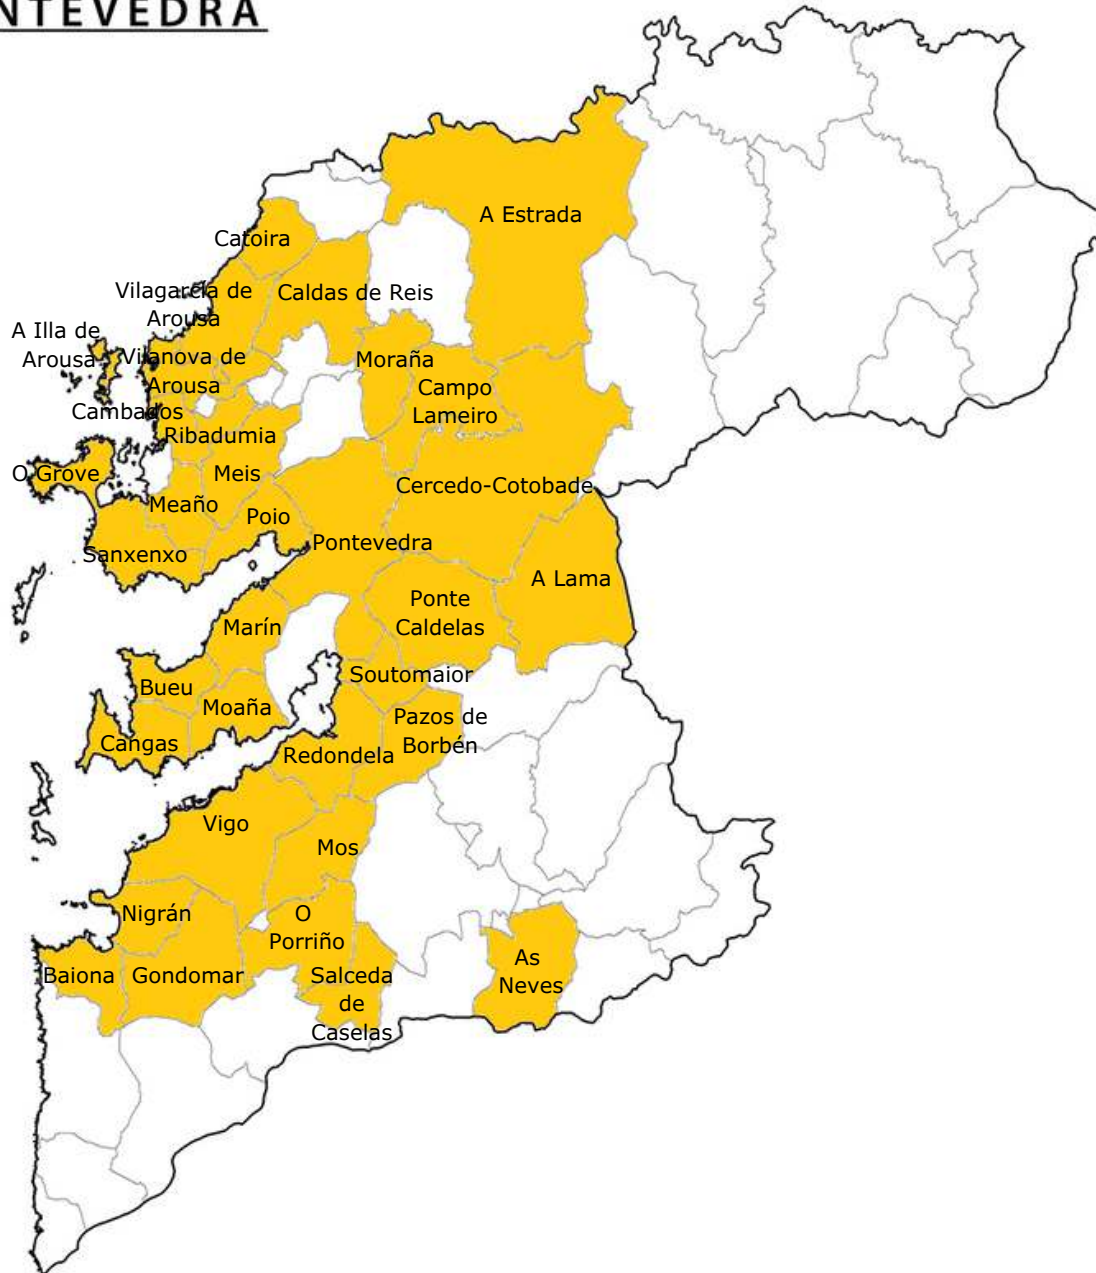 NTEVEDRA
A Estrada
Catoira
Vilagarcía de
Arousa
Caldas de Reis
A Illa de
Arousa
Vilanova de
Arousa
Moraña
Campo
Lameiro
Cambados
Ribadumia
O Grove
Meis
Cercedo-Cotobade
Meaño
Poio
Sanxenxo
Pontevedra
A Lama
Ponte
Caldelas
Marín
Soutomaior
Bueu
Moaña
Pazos de
Borbén
Cangas
Redondela
Vigo
Mos
Nigrán
O
Porriño
As
Neves
Baiona
Gondomar
Salceda
de
Caselas